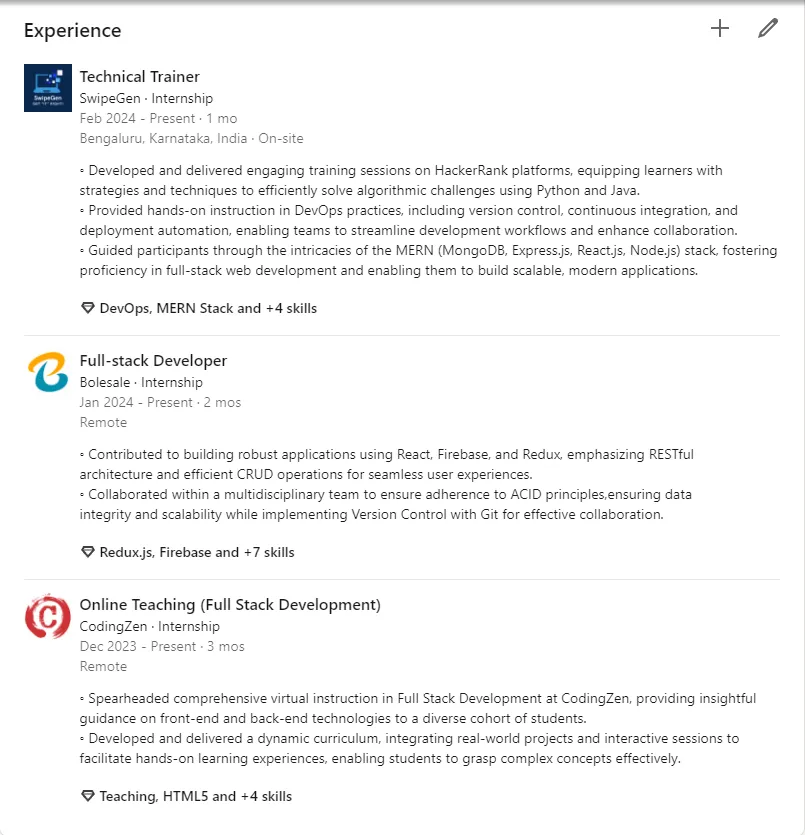 Experience
Technical Trainer
SwipeGen
SwipeGen · Internship
Feb 2024 - Present · 1 mo
Bengaluru, Karnataka, India · On-site
◦ Developed and delivered engaging training sessions on HackerRank platforms, equipping learners with
strategies and techniques to efficiently solve algorithmic challenges using Python and Java.
◦ Provided hands-on instruction in DevOps practices, including version control, continuous integration, and
deployment automation, enabling teams to streamline development workflows and enhance collaboration.
◦ Guided participants through the intricacies of the MERN (MongoDB, Express.js, React.js, Node.js) stack, fostering
proficiency in full-stack web development and enabling them to build scalable, modern applications.
DevOps, MERN Stack and +4 skills
Full-stack Developer
Bolesale · Internship
Jan 2024 - Present · 2 mos
Remote
◦ Contributed to building robust applications using React, Firebase, and Redux, emphasizing RESTful
architecture and efficient CRUD operations for seamless user experiences.
◦ Collaborated within a multidisciplinary team to ensure adherence to ACID principles,ensuring data
integrity and scalability while implementing Version Control with Git for effective collaboration.
Redux.js, Firebase and +7 skills
Online Teaching (Full Stack Development)
CodingZen · Internship
Dec 2023 - Present · 3 mos
Remote
◦ Spearheaded comprehensive virtual instruction in Full Stack Development at CodingZen, providing insightful
guidance on front-end and back-end technologies to a diverse cohort of students.
◦ Developed and delivered a dynamic curriculum, integrating real-world projects and interactive sessions to
facilitate hands-on learning experiences, enabling students to grasp complex concepts effectively.
Teaching, HTML5 and +4 skills